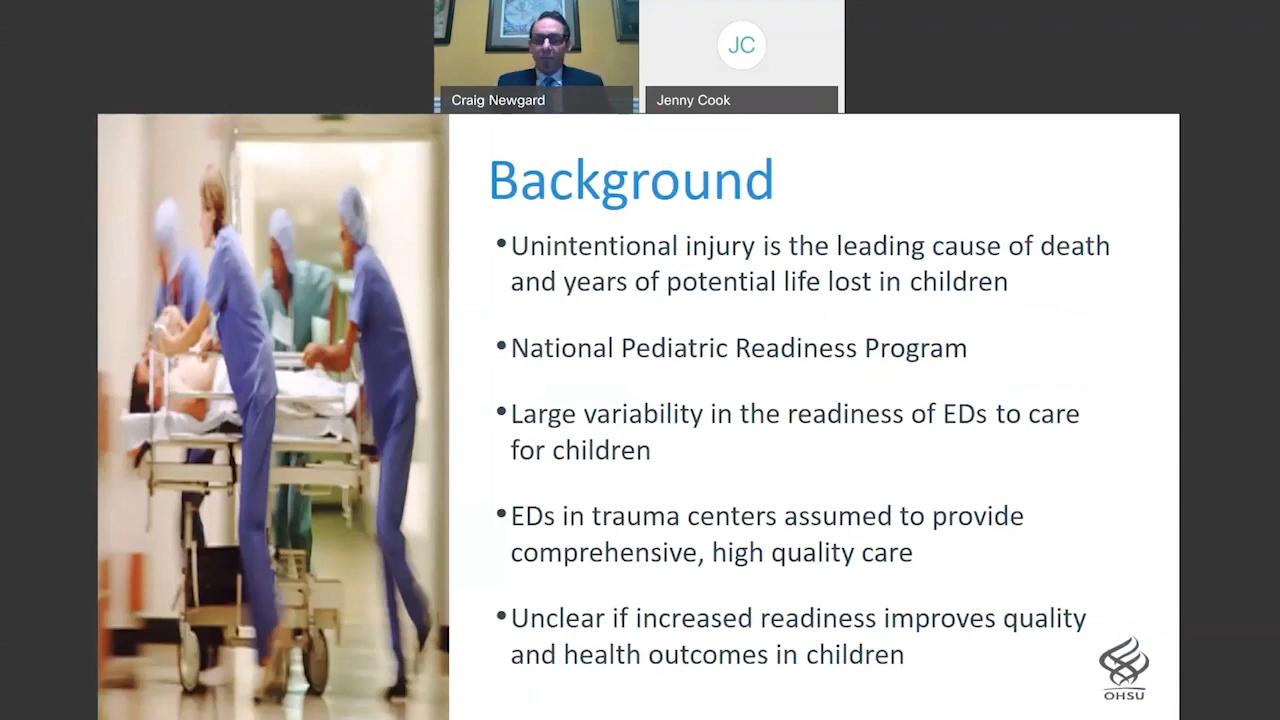 Craig Newgard
JC
Jenny Cook
Background
•Unintentional injury is the leading cause of death
and years of potential life lost in children
•National Pediatric Readiness Program
•Large variability in the readiness of EDs to care
for children
•EDs in trauma centers assumed to provide
comprehensive, high quality care
•Unclear if increased readiness improves quality
and health outcomes in children
OHSU